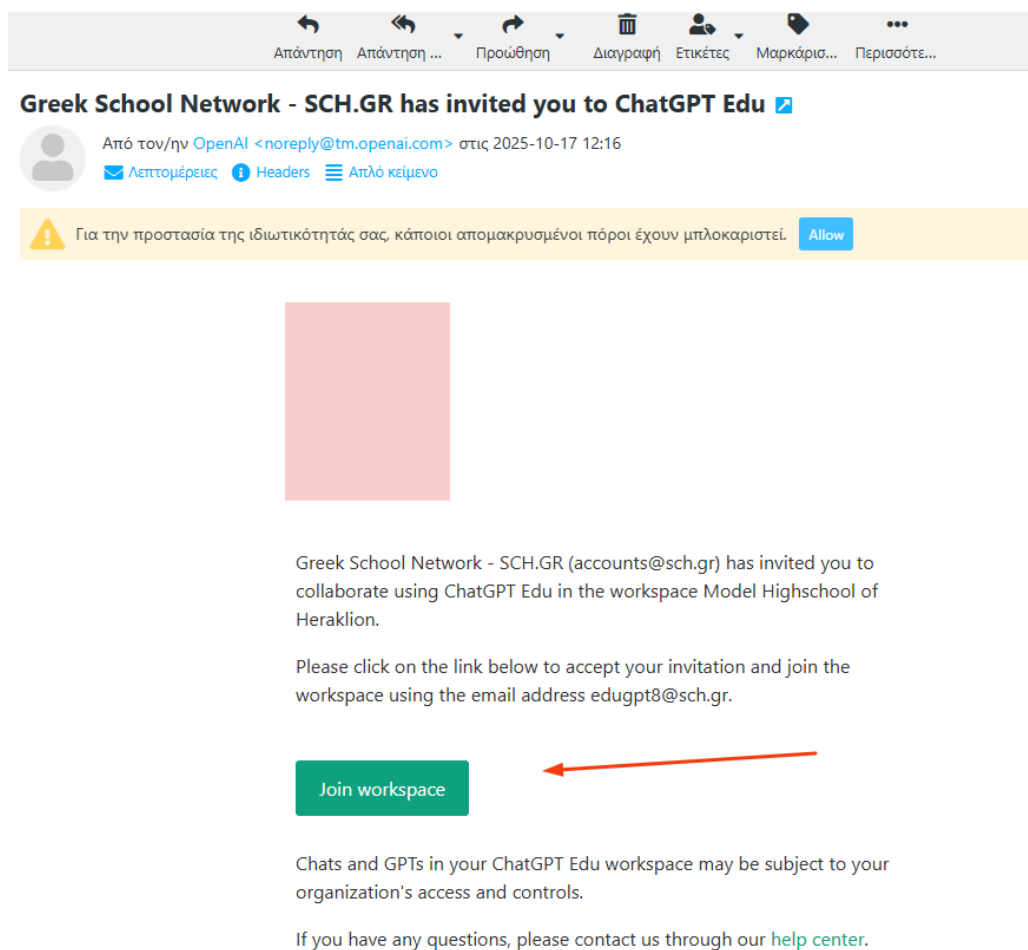 Απάντηση Απάντηση ... Προώθηση Διαγραφή Ετικέτες Μαρκάρισ... Περισσότε...
Greek School Network - SCH.GR has invited you to ChatGPT Edu
Από τον/ην OpenAI <noreply@tm.openai.com> στις 2025-10-17 12:16
Λεπτομέρειες Headers Απλό κείμενο
Για την προστασία της ιδιωτικότητάς σας, κάποιοι απομακρυσμένοι πόροι έχουν μπλοκαριστεί. Allow
Greek School Network - SCH.GR (accounts@sch.gr) has invited you to
collaborate using ChatGPT Edu in the workspace Model Highschool of
Heraklion.
Please click on the link below to accept your invitation and join the
workspace using the email address edugpt8@sch.gr.
Join workspace
Chats and GPTs in your ChatGPT Edu workspace may be subject to your
organization's access and controls.
If you have any questions, please contact us through our help center.